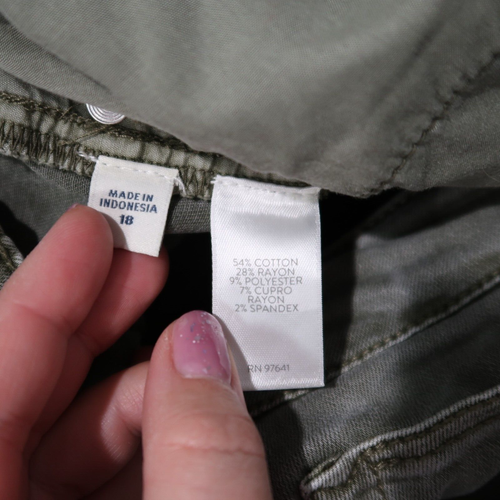 MADE IN
INDONESIA
18
54% COTTON
28% RAYON
9% POLYESTER
7% CUPRO
RAYON
2% SPANDEX
RN 97641